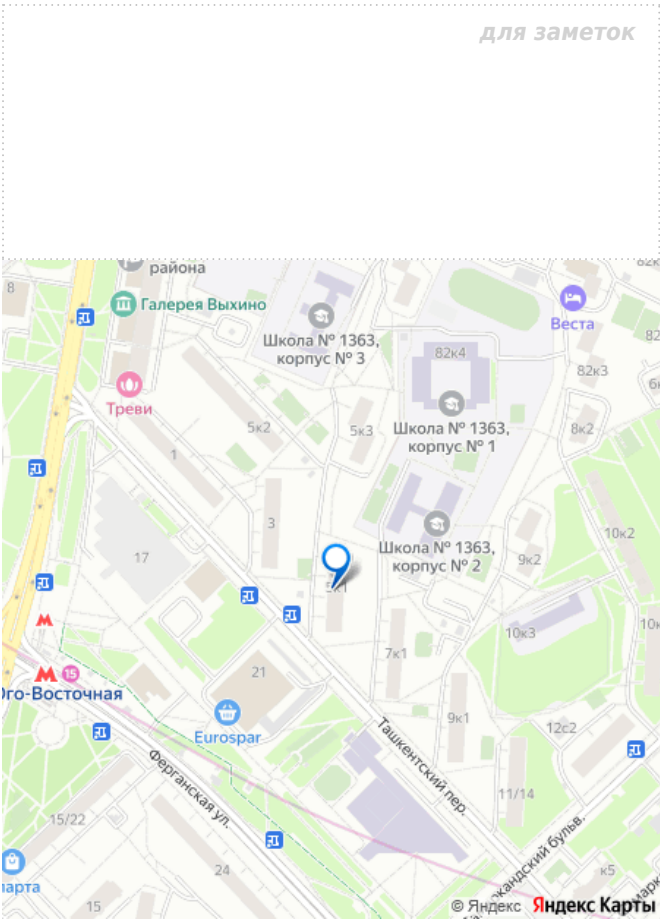 для заметок
района
8
Галерея Выхино
Школа № 1363,
корпус № 3
Веста
82к4
82к3
Треви
5к2
5к3
Школа № 1363,
корпус № 1
8к2
1
3
10к2
17
Школа № 1363,
корпус № 2
9к2
5к1
10к3
7к1
21
15
Юго-Восточная
Eurospar
9к1
12с2
Ташкентский пер.
Ферганская ул.
11/14
15/22
24
к5
15
© Яндекс Яндекс Карты